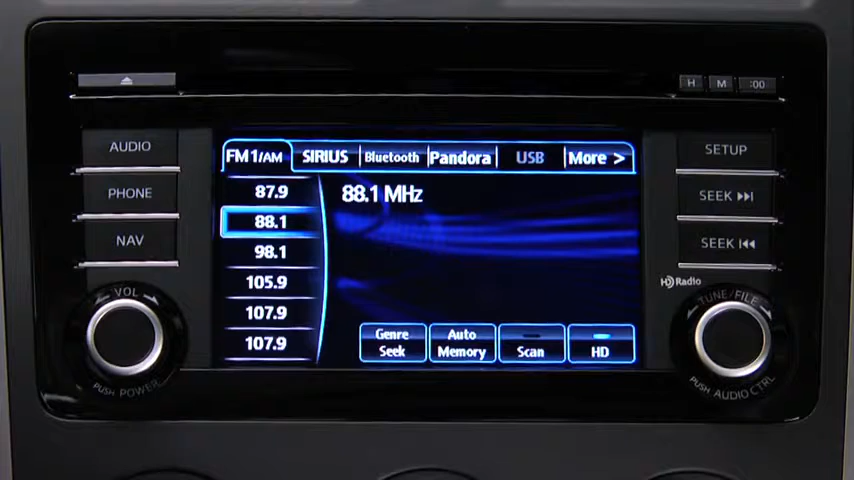 H M :00
AUDIO
PHONE
NAV
VOL
PUSH POWER
FM1/AM SIRIUS Bluetooth Pandora USB More >
87.9
88.1
98.1
105.9
107.9
107.9
88.1 MHz
Genre Seek
Auto Memory
Scan
HD
SETUP
SEEK
SEEK
HD Radio
TUNE/FILE
PUSH AUDIO CTRL